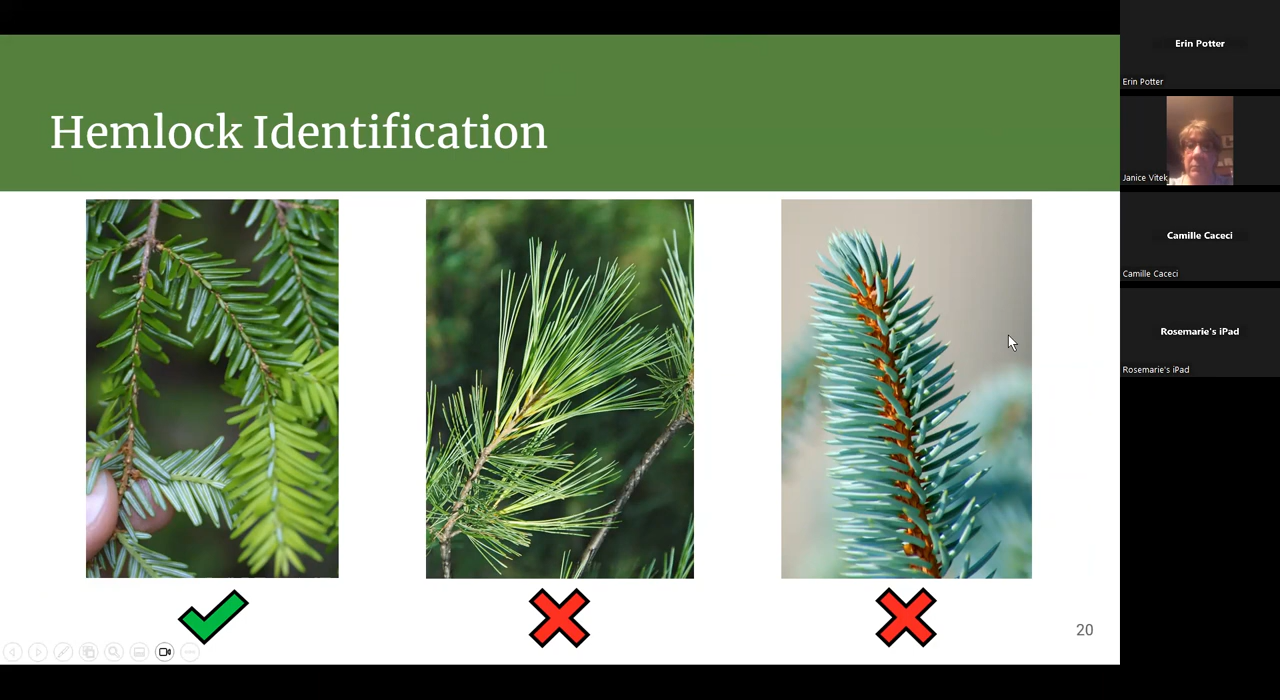 Hemlock Identification
20
Erin Potter
Erin Potter
Janice Vitek
Camille Caceci
Camille Caceci
Rosemarie's iPad
Rosemarie's iPad